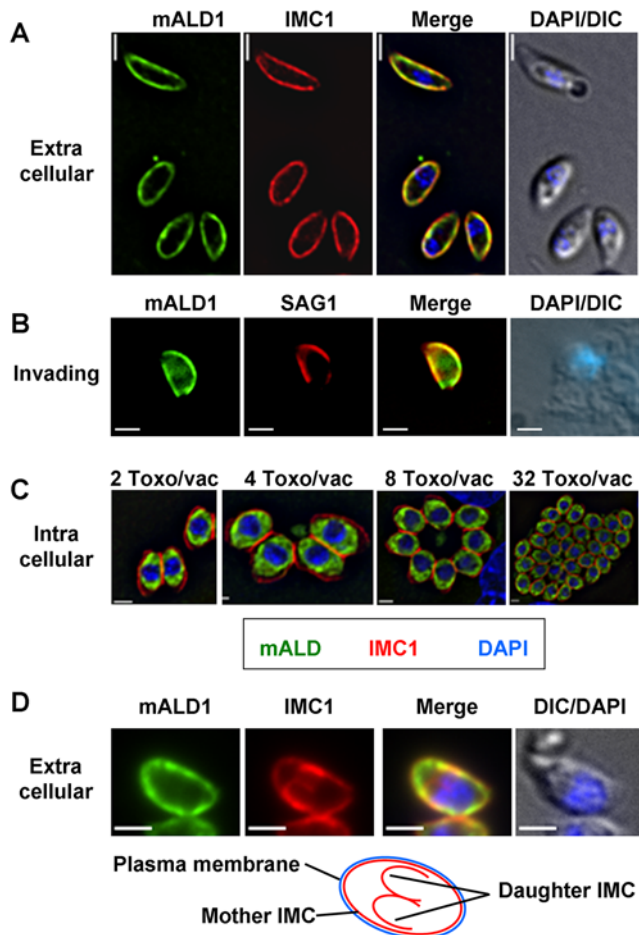 A
mALD1 IMC1 Merge DAPI/DIC
Extra
cellular
B
mALD1 SAG1 Merge DAPI/DIC
Invading
C
2 Toxo/vac 4 Toxo/vac 8 Toxo/vac 32 Toxo/vac
Intra
cellular
mALD IMC1 DAPI
D
mALD1 IMC1 Merge DIC/DAPI
Extra
cellular
Plasma membrane
Daughter IMC
Mother IMC